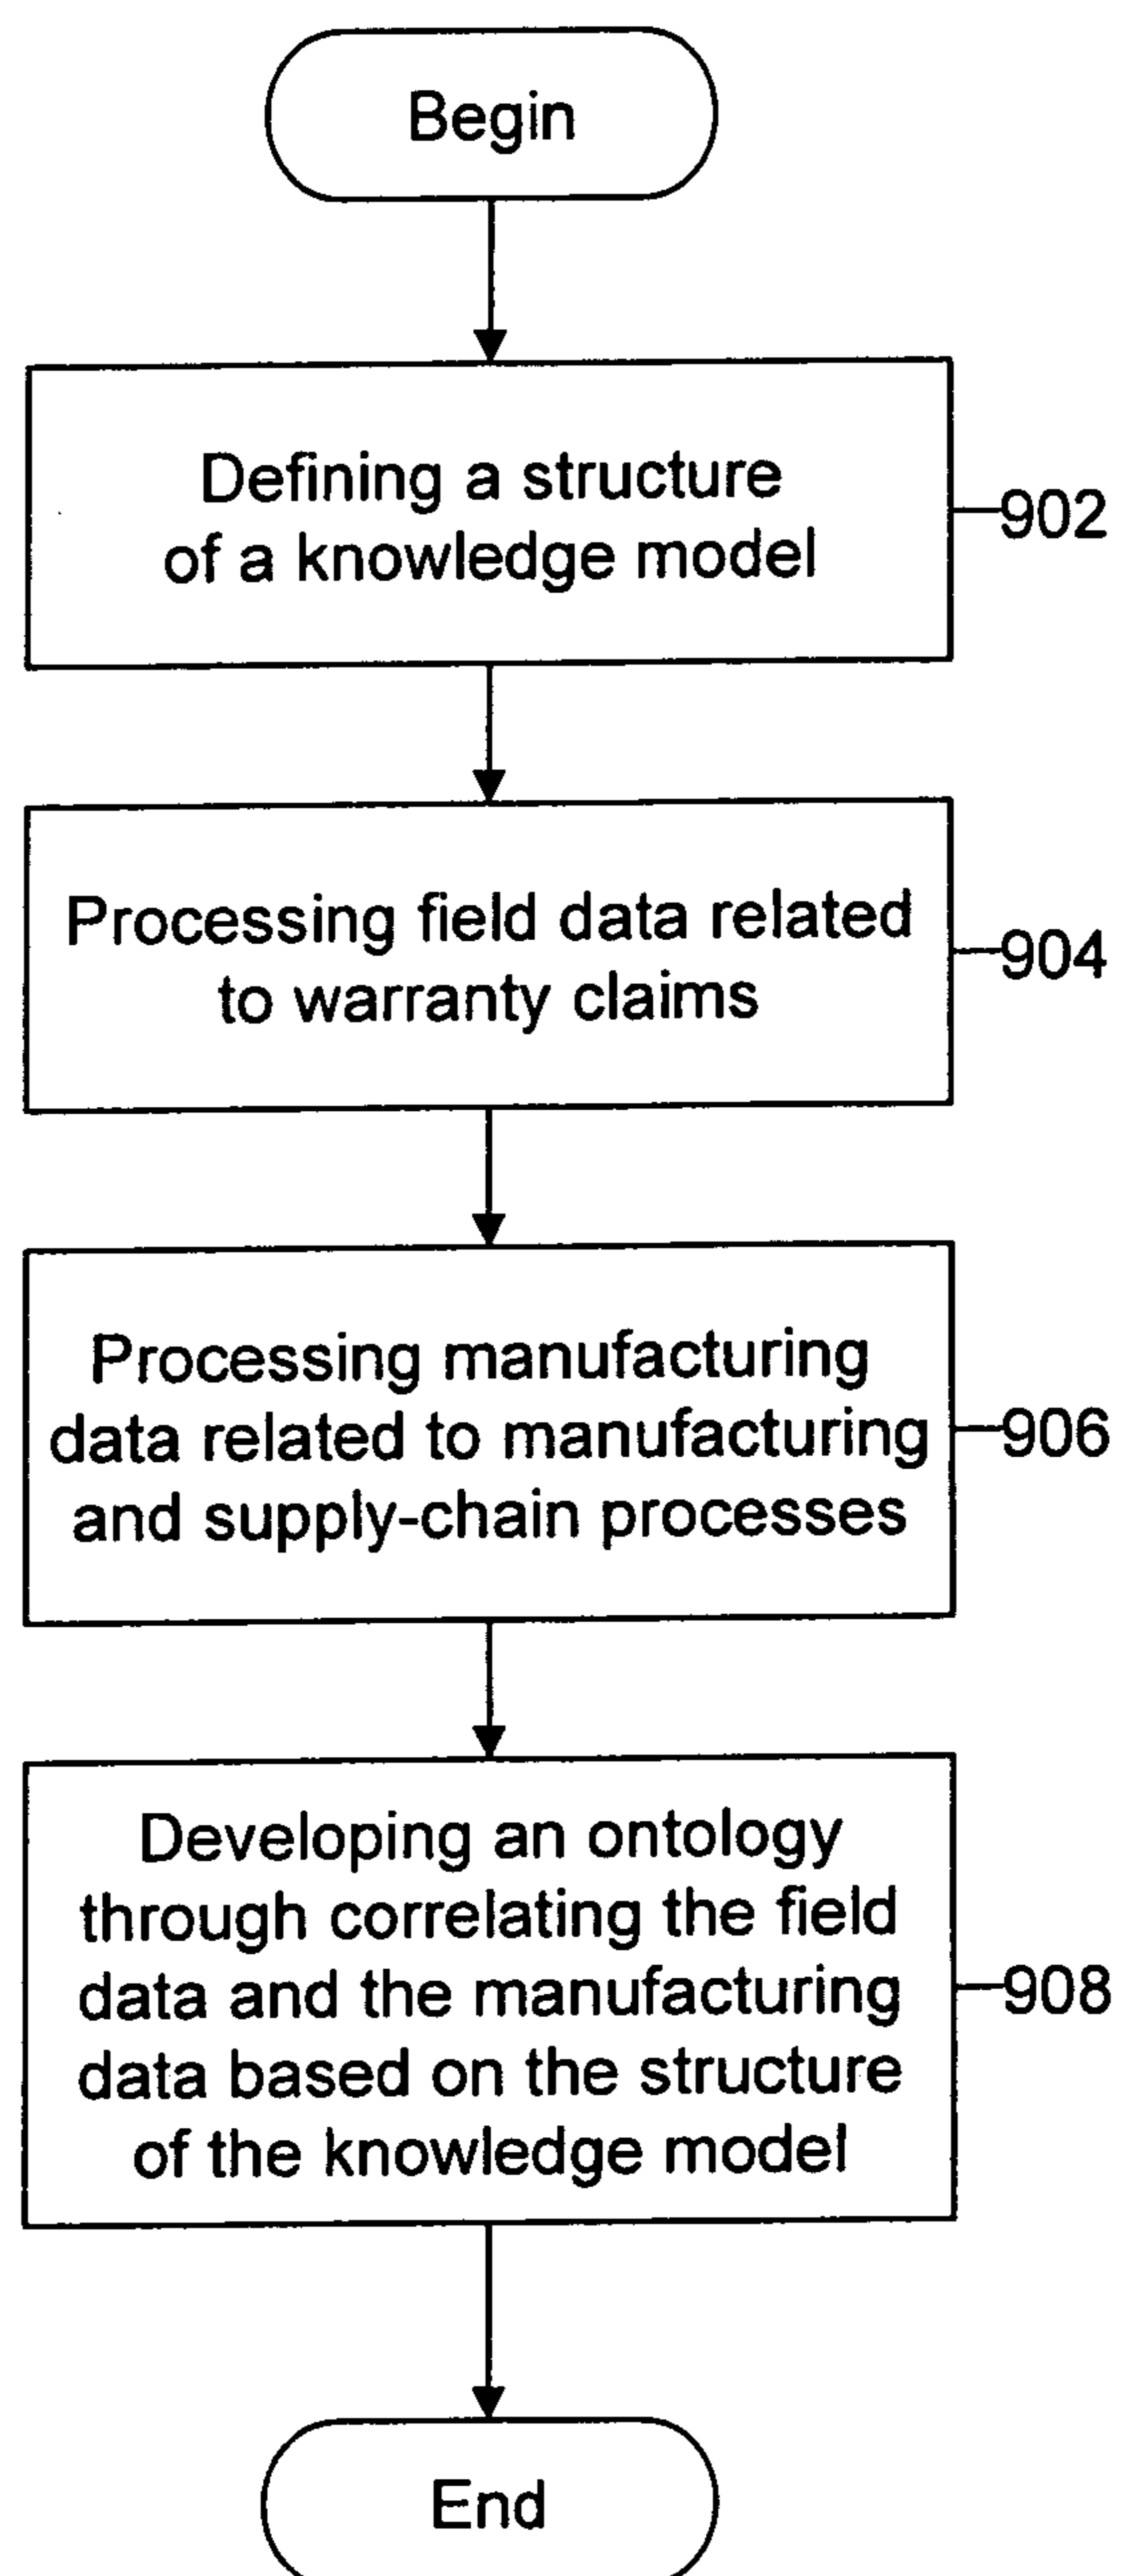 Begin
Defining a structure
of a knowledge model
902
Processing field data related
to warranty claims
904
Processing manufacturing
data related to manufacturing
and supply-chain processes
906
Developing an ontology
through correlating the field
data and the manufacturing
data based on the structure
of the knowledge model
908
End